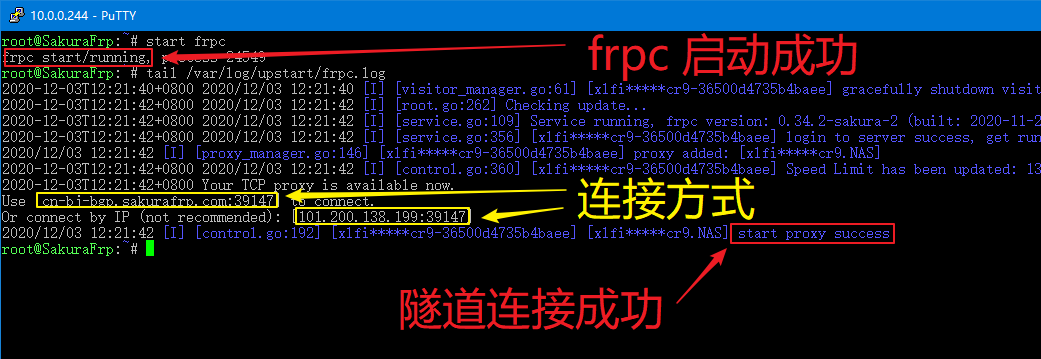 10.0.0.244 - PuTTY
root@SakuraFrp:~# start frpc
frpc start/running, process 24549
frpc 启动成功
root@SakuraFrp:~# tail /var/log/upstart/frpc.log
2020-12-03T12:21:40+0800 2020/12/03 12:21:40 [I] [visitor_manager.go:61] [xlfi*****cr9-36500d4735b4baee] gracefully shutdown visit
2020-12-03T12:21:42+0800 2020/12/03 12:21:42 [I] [root.go:262] Checking update...
2020-12-03T12:21:42+0800 2020/12/03 12:21:42 [I] [service.go:109] Service running, frpc version: 0.34.2-sakura-2 (built: 2020-11-2
2020-12-03T12:21:42+0800 2020/12/03 12:21:42 [I] [service.go:356] [xlfi*****cr9-36500d4735b4baee] login to server success, get run
2020/12/03 12:21:42 [I] [proxy_manager.go:146] [xlfi*****cr9-36500d4735b4baee] proxy added: [xlfi*****cr9.NAS]
2020-12-03T12:21:42+0800 2020/12/03 12:21:42 [I] [control.go:360] [xlfi*****cr9-36500d4735b4baee] Speed Limit has been updated: 13
2020-12-03T12:21:42+0800 Your TCP proxy is available now.
Use cn-bj-bgp.sakurafrp.com:39147 to connect.
连接方式
Or connect by IP (not recommended): [101.200.138.199:39147]
2020/12/03 12:21:42 [I] [control.go:192] [xlfi*****cr9-36500d4735b4baee] [xlfi*****cr9.NAS] start proxy success
root@SakuraFrp:~#
隧道连接成功